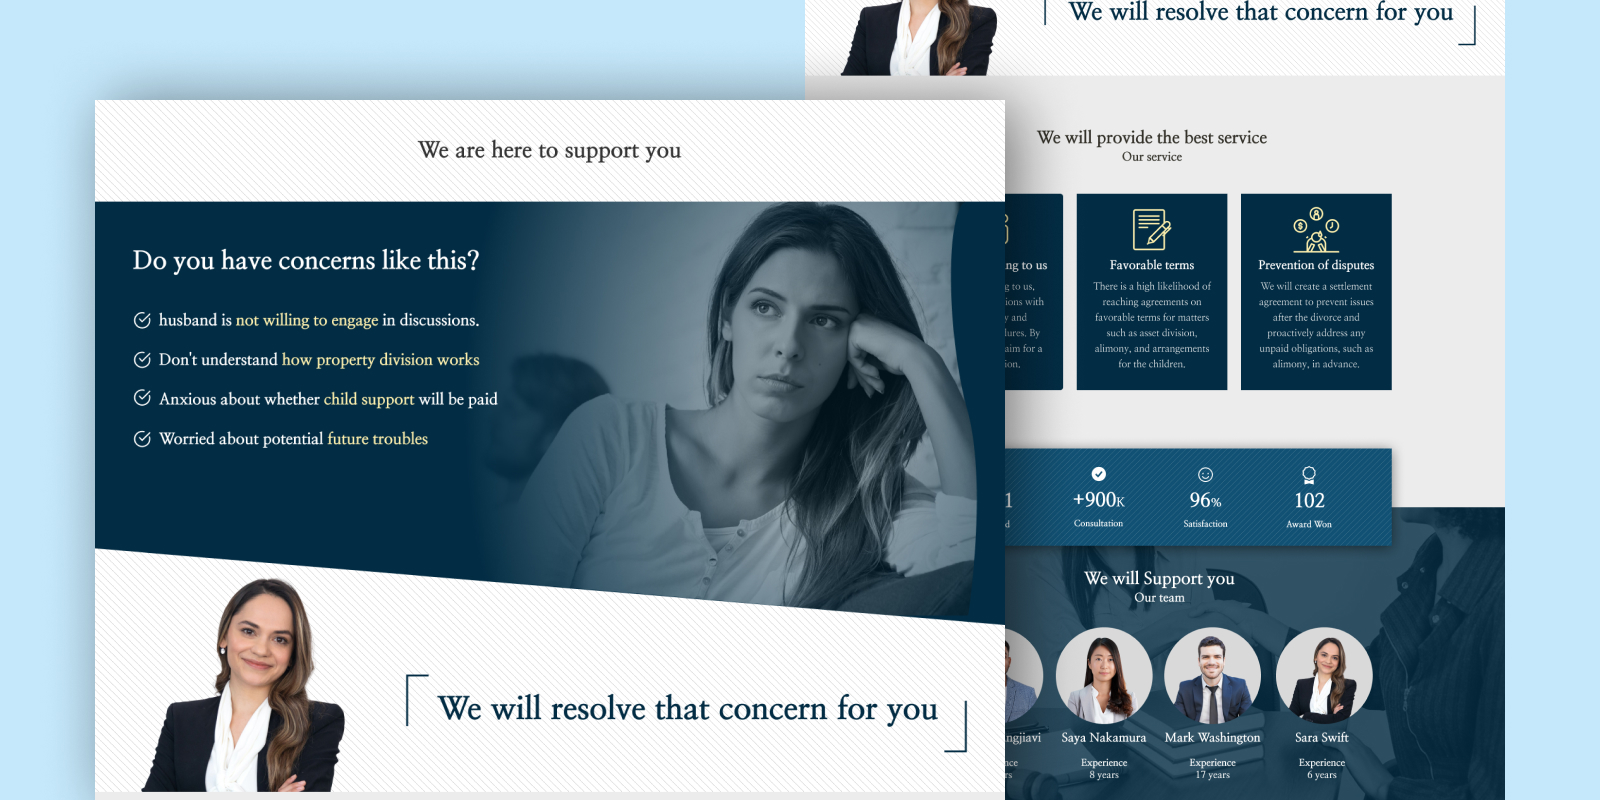 We are here to support you
Do you have concerns like this?
husband is not willing to engage in discussions.
Don't understand how property division works
Anxious about whether child support will be paid
Worried about potential future troubles
We will resolve that concern for you
We will resolve that concern for you
We will provide the best service
Our service
ng to us
g to us,
ions with
y and
lures. By
aim for a
ion.
Favorable terms
There is a high likelihood of
reaching agreements on
favorable terms for matters
such as asset division,
alimony, and arrangements
for the children.
Prevention of disputes
We will create a settlement
agreement to prevent issues
after the divorce and
proactively address any
unpaid obligations, such as
alimony, in advance.
1
d
+900K
Consultation
96%
Satisfaction
102
Award Won
We will Support you
Our team
ngjiavi
nce
rs
Saya Nakamura
Experience
8 years
Mark Washington
Experience
17 years
Sara Swift
Experience
6 years